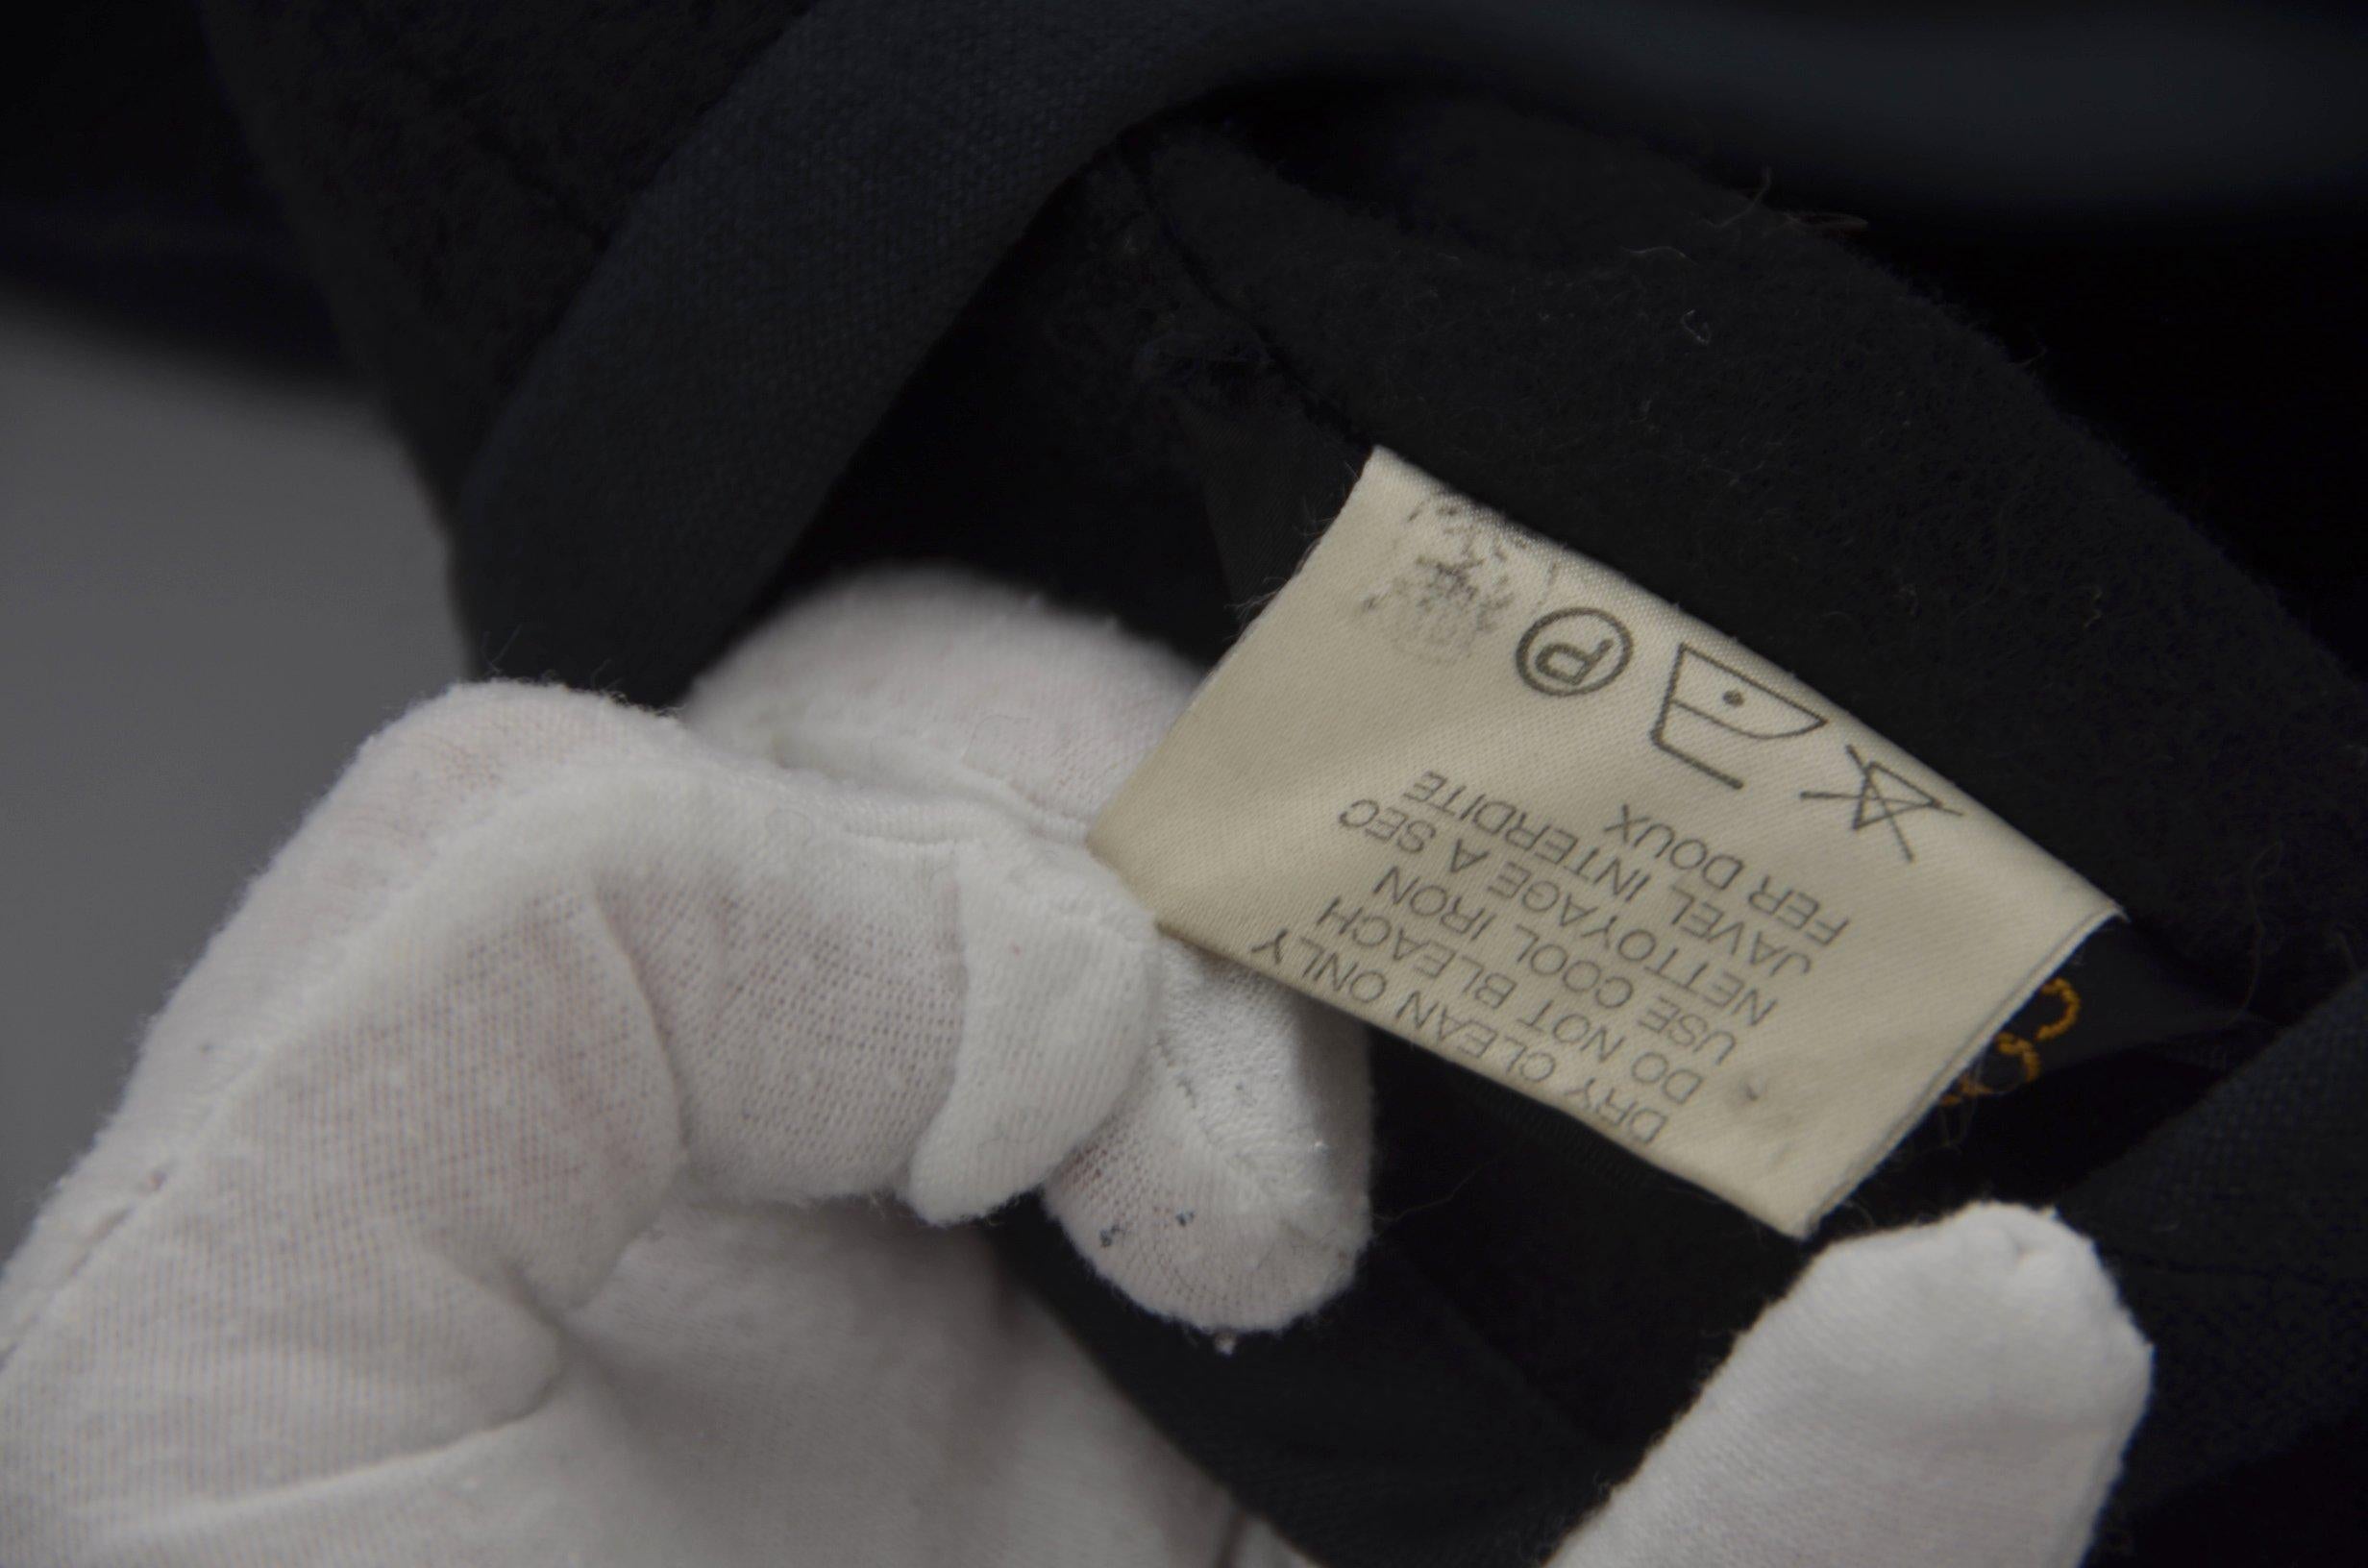 DRY CLEAN ONLY
DO NOT BLEACH
USE COOL IRON
NETTOYAGE A SEC
JAVEL INTERDITE
FER DOUX
P